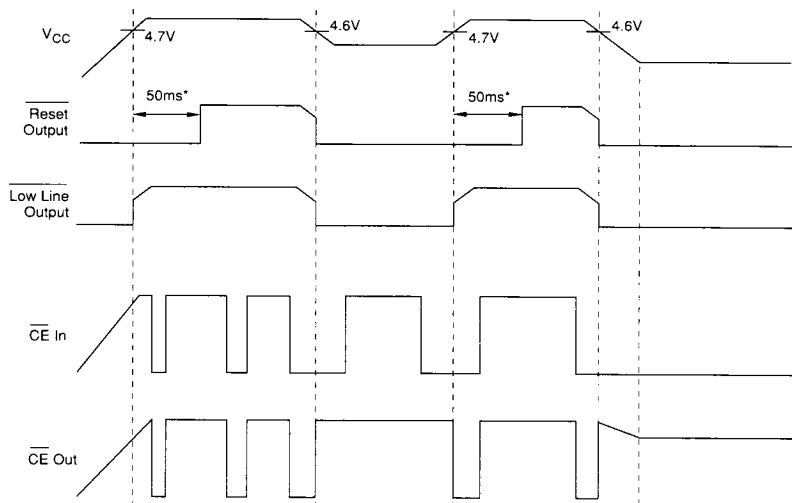 VCC
4.7V
4.6V
4.7V
4.6V
50ms*
50ms*
Reset
Output
Low Line
Output
CE In
CE Out